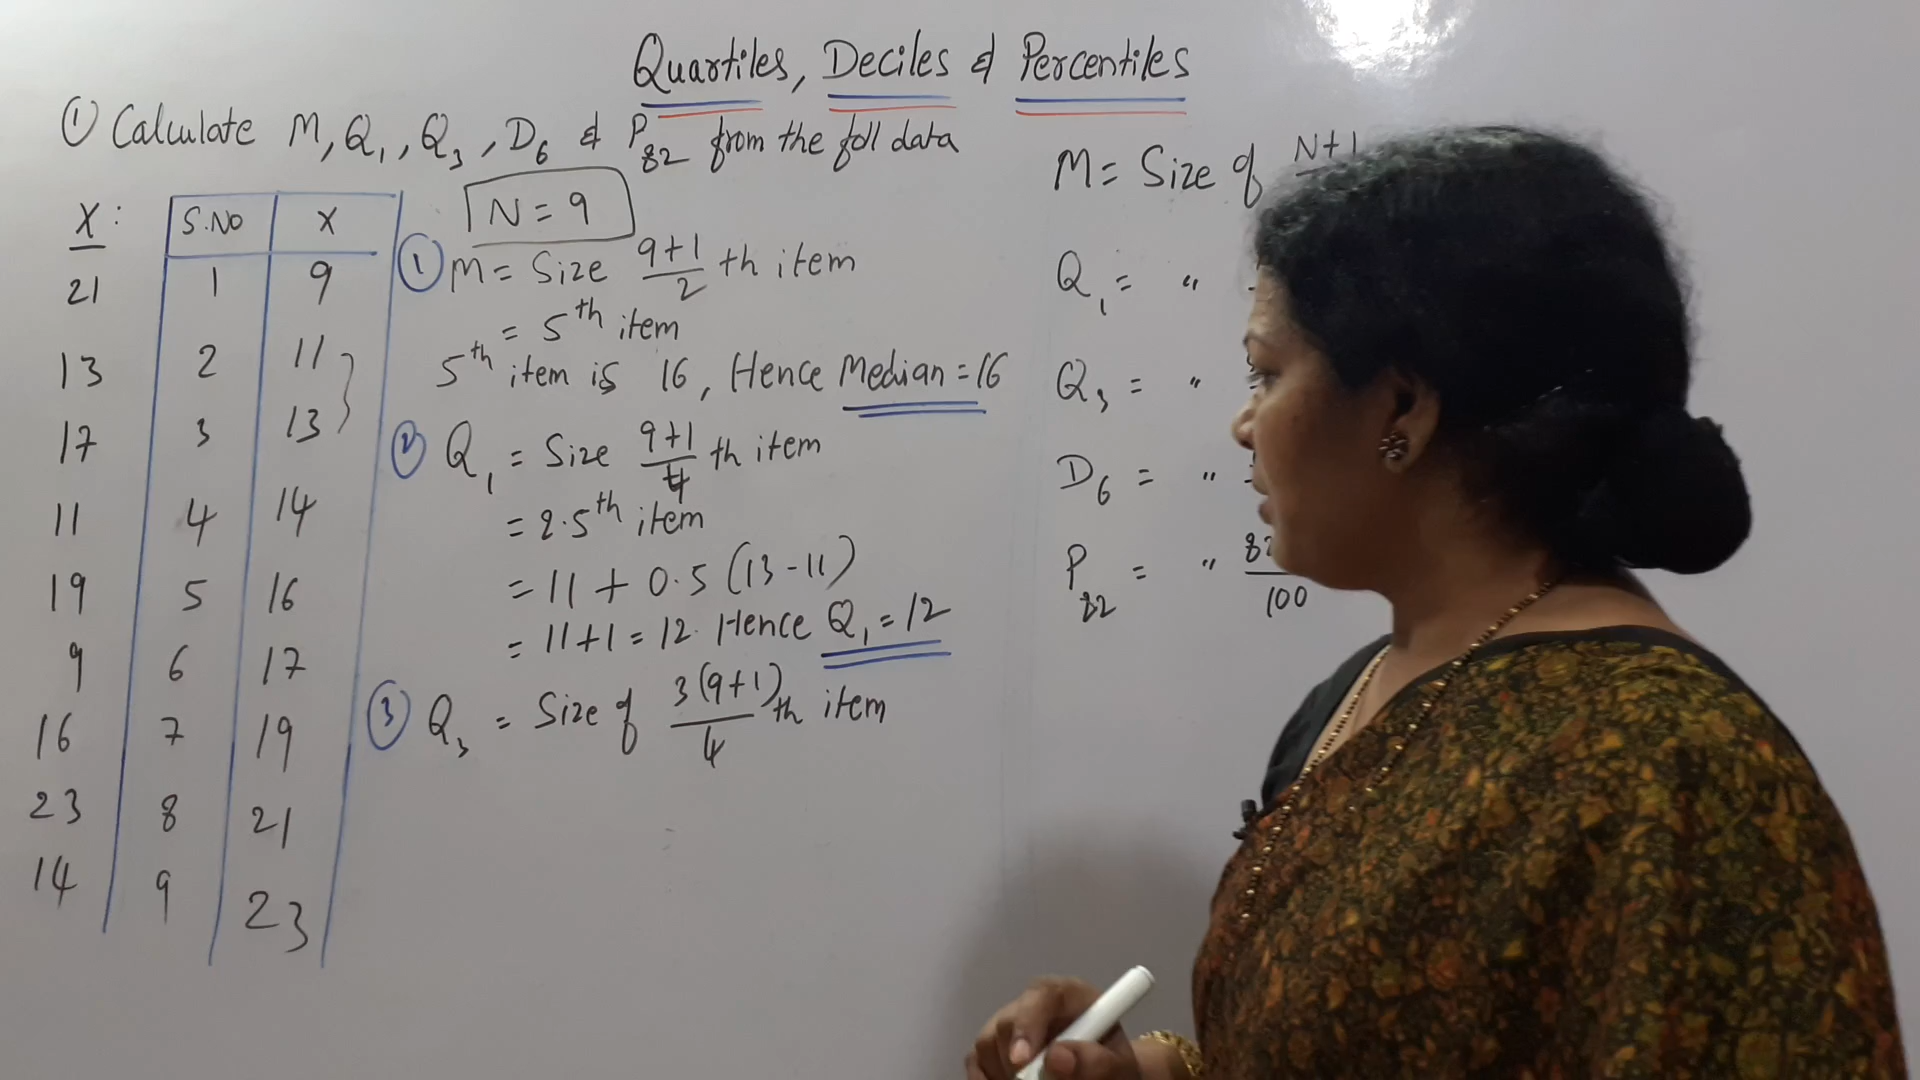 Quartiles, Deciles & Percentiles
① Calculate M, Q1, Q3, D6 & P82 from the foll data
X:
21
13
17
11
19
9
16
23
14
S.NO X
1 9
2 11
3 13
4 14
5 16
6 17
7 19
8 21
9 23
N = 9
① M = Size 9+1/2 th item
= 5th item
5th item is 16, Hence Median = 16
② Q1 = Size 9+1/4 th item
= 2.5th item
= 11 + 0.5 (13-11)
= 11+1 = 12. Hence Q1 = 12
③ Q3 = Size of 3(9+1)/4 th item
M = Size of N+1
Q1 = "
Q3 = "
D6 = "
P82 = " 82/100